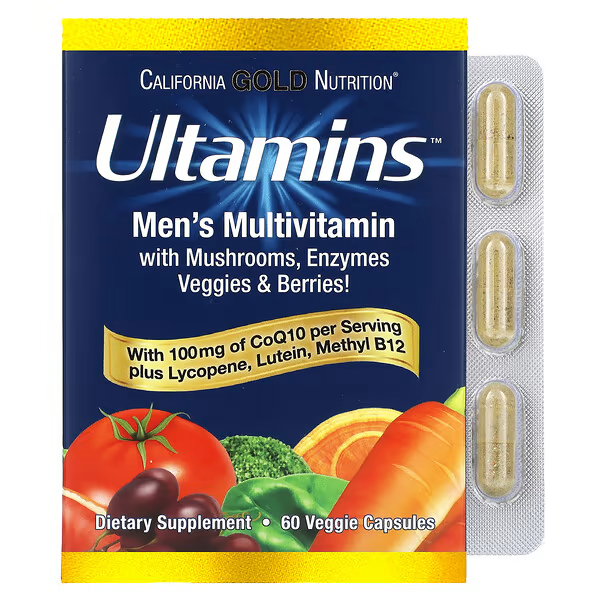 CALIFORNIA GOLD NUTRITION®
Ultamins™
Men's Multivitamin
with Mushrooms, Enzymes
Veggies & Berries!
With 100mg of CoQ10 per Serving
plus Lycopene, Lutein, Methyl B12
Dietary Supplement • 60 Veggie Capsules